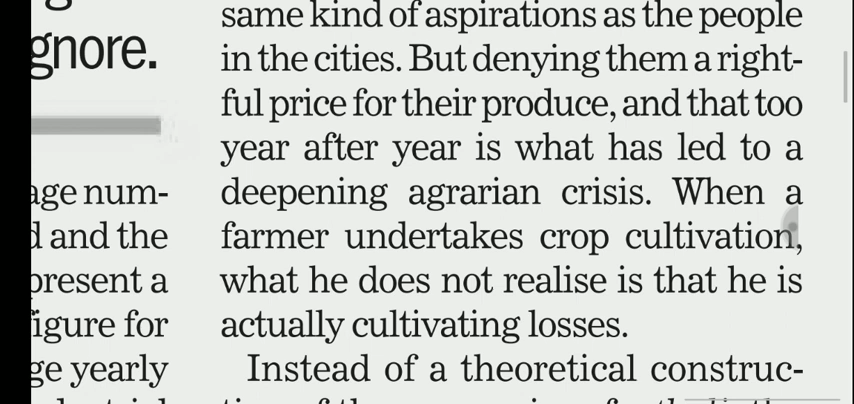 gnore.
age num-
d and the
present a
figure for
ge yearly
same kind of aspirations as the people
in the cities. But denying them a right-
ful price for their produce, and that too
year after year is what has led to a
deepening agrarian crisis. When a
farmer undertakes crop cultivation,
what he does not realise is that he is
actually cultivating losses.
Instead of a theoretical construc-